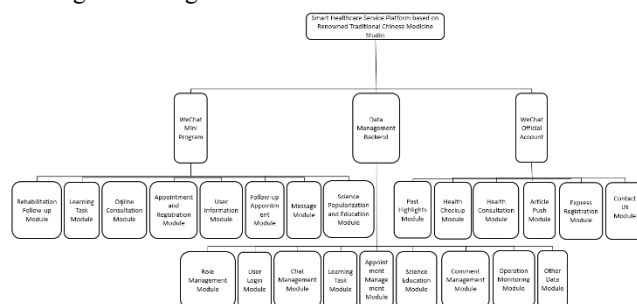 Smart Healthcare Service Platform based on
Renowned Traditional Chinese Medicine
Studio
WeChat
Mini
Program
Data
Management
Backend
WeChat
Official
Account
Rehabilitation
Follow-up
Module
Learning
Task
Module
Online
Consultation
Module
Appointment
and
Registration
Module
User
Information
Module
Follow-up
Appointm
ent
Module
Message
Module
Science
Popularization
and Education
Module
Past
Highlights
Module
Health
Checkup
Module
Health
Consultation
Module
Article
Push
Module
Express
Registration
Module
Contact
Us
Module
Role
Management
Module
User
Login
Module
Chat
Management
Module
Learning
Task
Module
Appoint
ment
Manage
ment
Module
Science
Education
Module
Comment
Management
Module
Operation
Monitoring
Module
Other
Data
Module